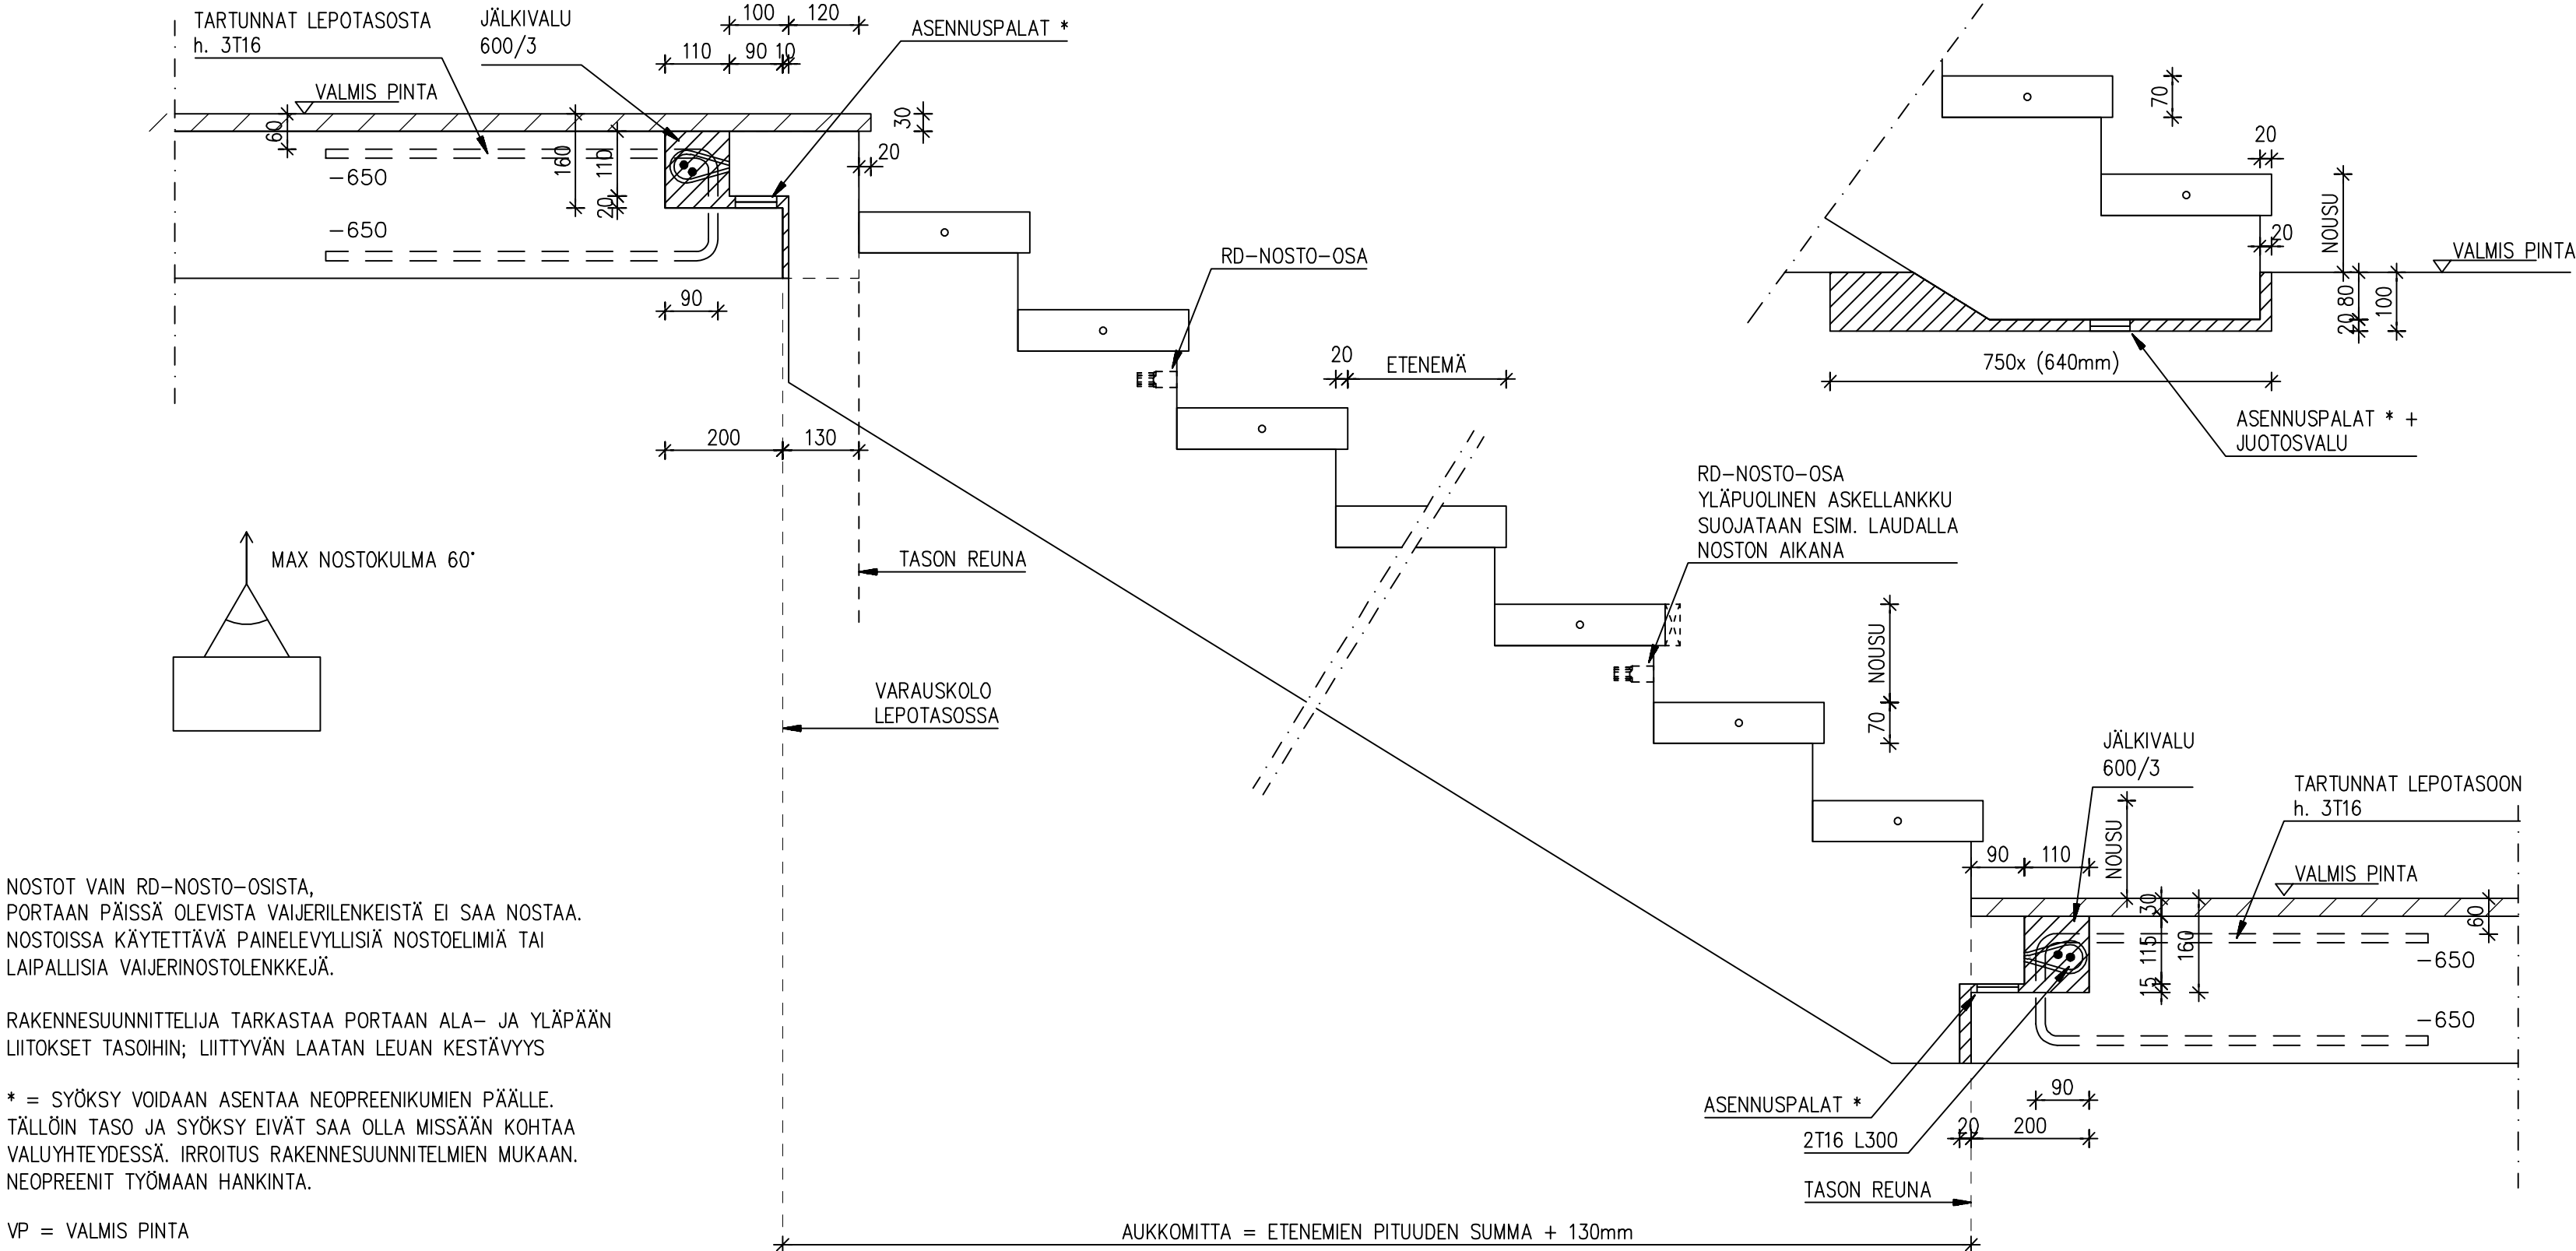 TARTUNNAT LEPOTASOSTA
h. 3T16
JÄLKIVALU
600/3
100
120
110
90
10
ASENNUSPALAT *
VALMIS PINTA
60
160
110
20
30
20
-650
-650
90
200
130
RD-NOSTO-OSA
20
ETENEMÄ
TASON REUNA
VARAUSKOLO
LEPOTASOSSA
MAX NOSTOKULMA 60°
70
20
NOUSU
20
VALMIS PINTA
80
20
100
750x (640mm)
ASENNUSPALAT * +
JUOTOSVALU
RD-NOSTO-OSA
YLÄPUOLINEN ASKELLANKKU
SUOJATAAN ESIM. LAUDALLA
NOSTON AIKANA
NOUSU
70
JÄLKIVALU
600/3
TARTUNNAT LEPOTASOON
h. 3T16
90
110
NOUSU
VALMIS PINTA
30
115
15
160
60
-650
-650
90
ASENNUSPALAT *
2T16 L300
20
200
TASON REUNA
NOSTOT VAIN RD-NOSTO-OSISTA,
PORTAAN PÄISSÄ OLEVISTA VAIJERILENKEISTÄ EI SAA NOSTAA.
NOSTOISSA KÄYTETTÄVÄ PAINELEVYLLISIÄ NOSTOELIMIÄ TAI
LAIPALLISIA VAIJERINOSTOLENKKEJÄ.
RAKENNESUUNNITTELIJA TARKASTAA PORTAAN ALA- JA YLÄPÄÄN
LIITOKSET TASOIHIN; LIITTYVÄN LAATAN LEUAN KESTÄVYYS
* = SYÖKSY VOIDAAN ASENTAA NEOPREENIKUMIEN PÄÄLLE.
TÄLLÖIN TASO JA SYÖKSY EIVÄT SAA OLLA MISSÄÄN KOHTAA
VALUYHTEYDESSÄ. IRROITUS RAKENNESUUNNITELMIEN MUKAAN.
NEOPREENIT TYÖMAAN HANKINTA.
VP = VALMIS PINTA
AUKKOMITTA = ETENEMIEN PITUUDEN SUMMA + 130mm